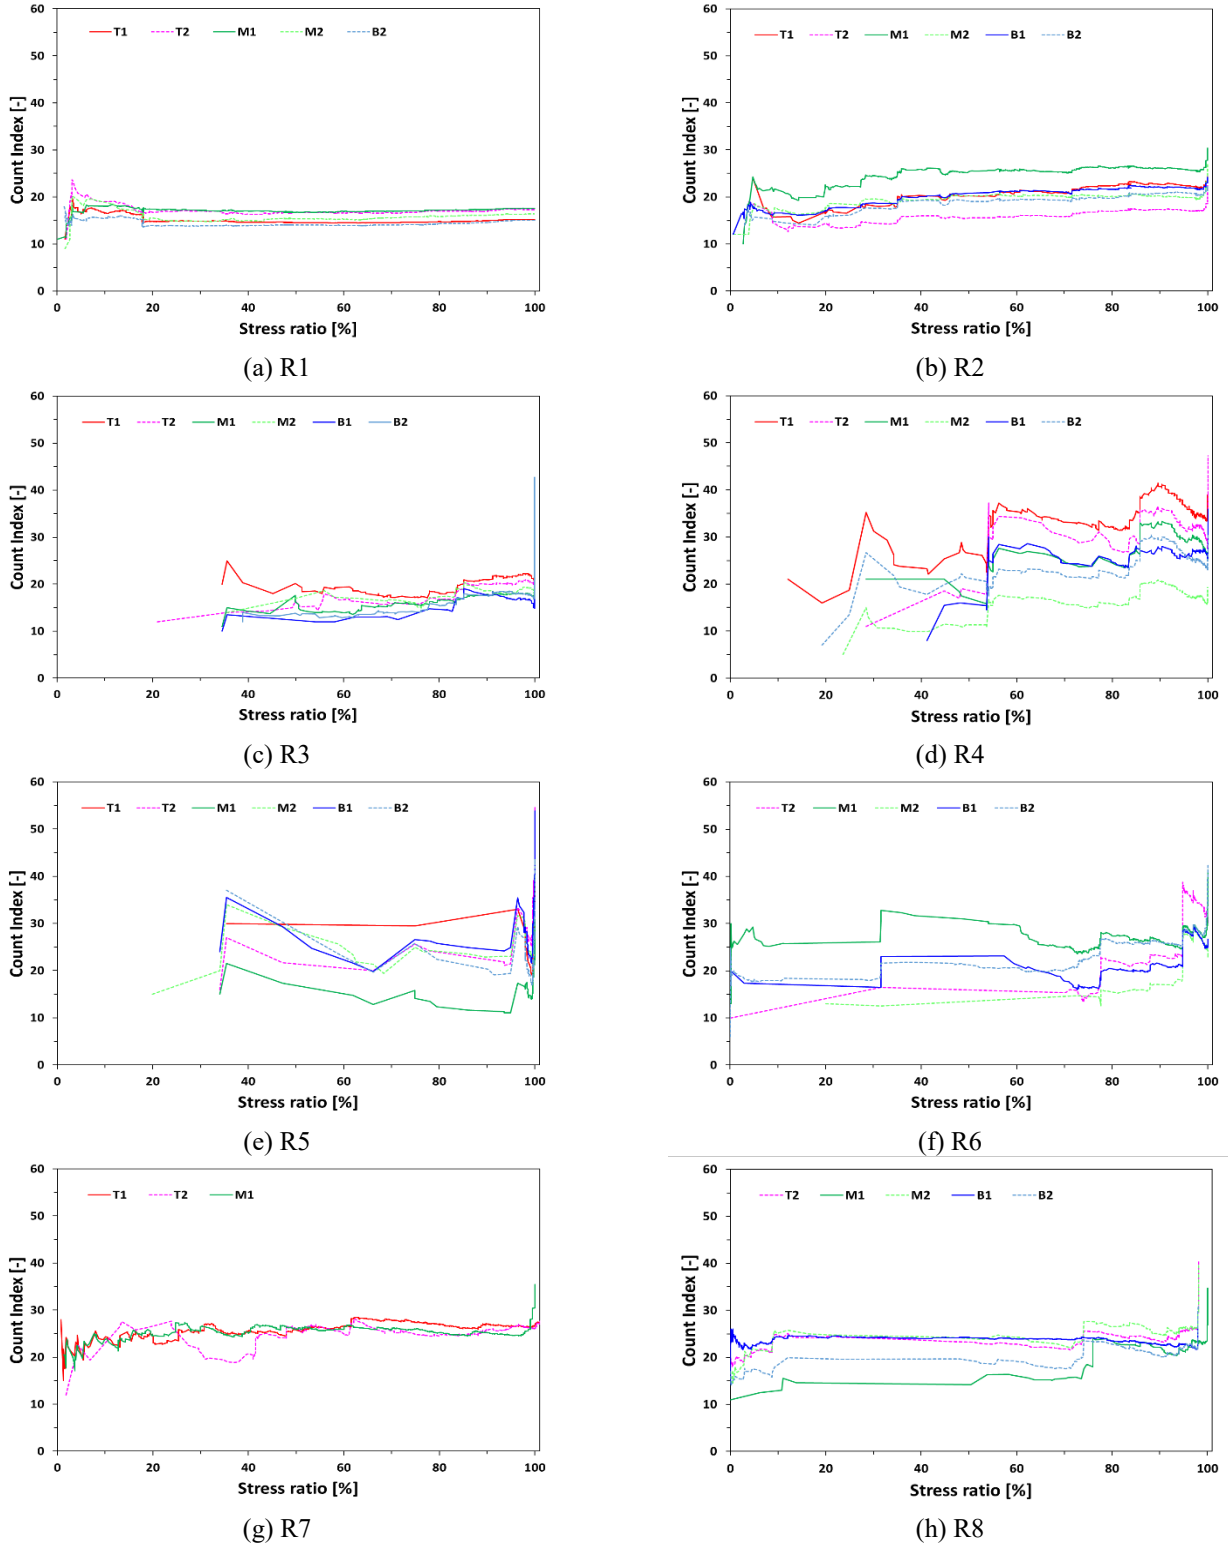 T1 T2 M1 M2 B2
Count Index [-]
60
50
40
30
20
10
0
0 20 40 60 80 100
Stress ratio [%]
(a) R1
T1 T2 M1 M2 B1 B2
Count Index [-]
60
50
40
30
20
10
0
0 20 40 60 80 100
Stress ratio [%]
(b) R2
T1 T2 M1 M2 B1 B2
Count Index [-]
60
50
40
30
20
10
0
0 20 40 60 80 100
Stress ratio [%]
(c) R3
T1 T2 M1 M2 B1 B2
Count Index [-]
60
50
40
30
20
10
0
0 20 40 60 80 100
Stress ratio [%]
(d) R4
T1 T2 M1 M2 B1 B2
Count Index [-]
60
50
40
30
20
10
0
0 20 40 60 80 100
Stress ratio [%]
(e) R5
T2 M1 M2 B1 B2
Count Index [-]
60
50
40
30
20
10
0
0 20 40 60 80 100
Stress ratio [%]
(f) R6
T1 T2 M1
Count Index [-]
60
50
40
30
20
10
0
0 20 40 60 80 100
Stress ratio [%]
(g) R7
T2 M1 M2 B1 B2
Count Index [-]
60
50
40
30
20
10
0
0 20 40 60 80 100
Stress ratio [%]
(h) R8